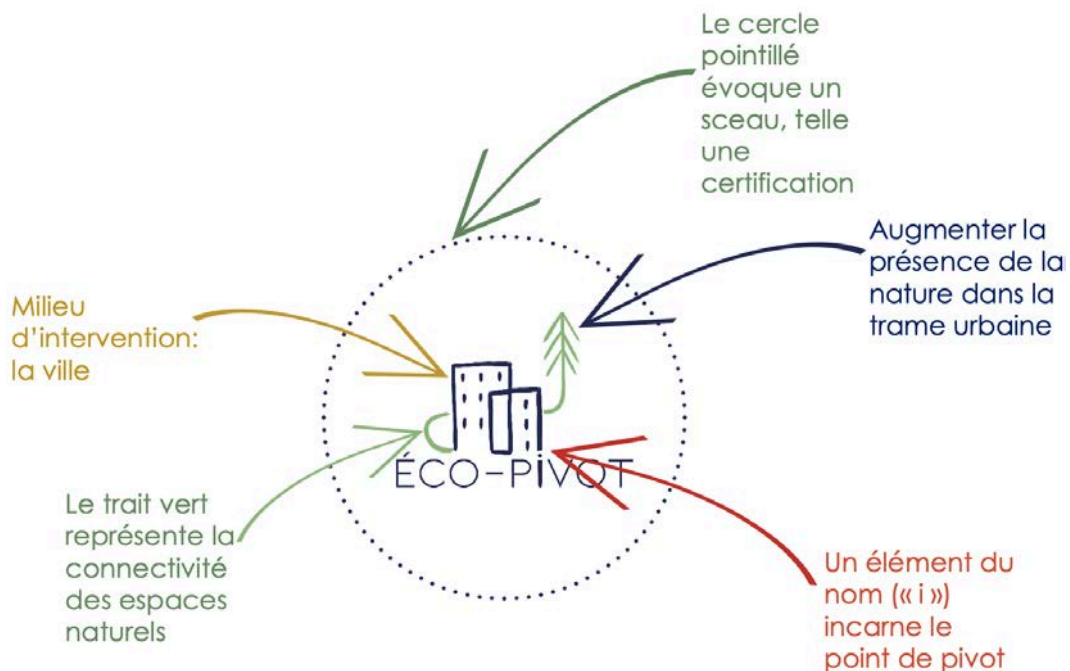 Le cercle
pointillé
évoque un
sceau, telle
une
certification
Augmenter la
présence de la
nature dans la
trame urbaine
Milieu
d'intervention:
la ville
ÉCO-PiVOT
Le trait vert
représente la
connectivité
des espaces
naturels
Un élément du
nom (« i »)
incarne le
point de pivot